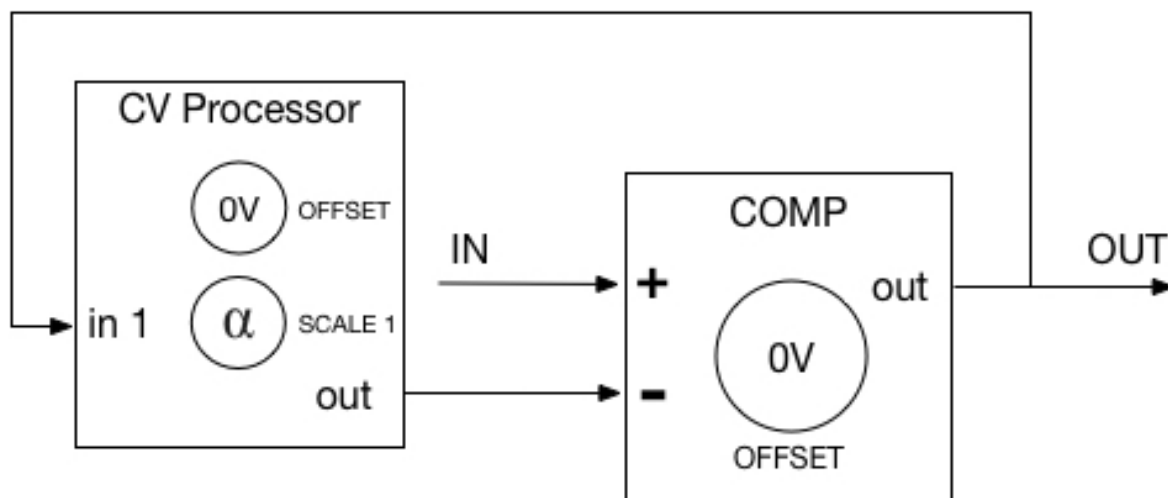 CV Processor
0V OFFSET
in 1
α SCALE 1
out
IN
COMP
+
out
OUT
0V
-
OFFSET